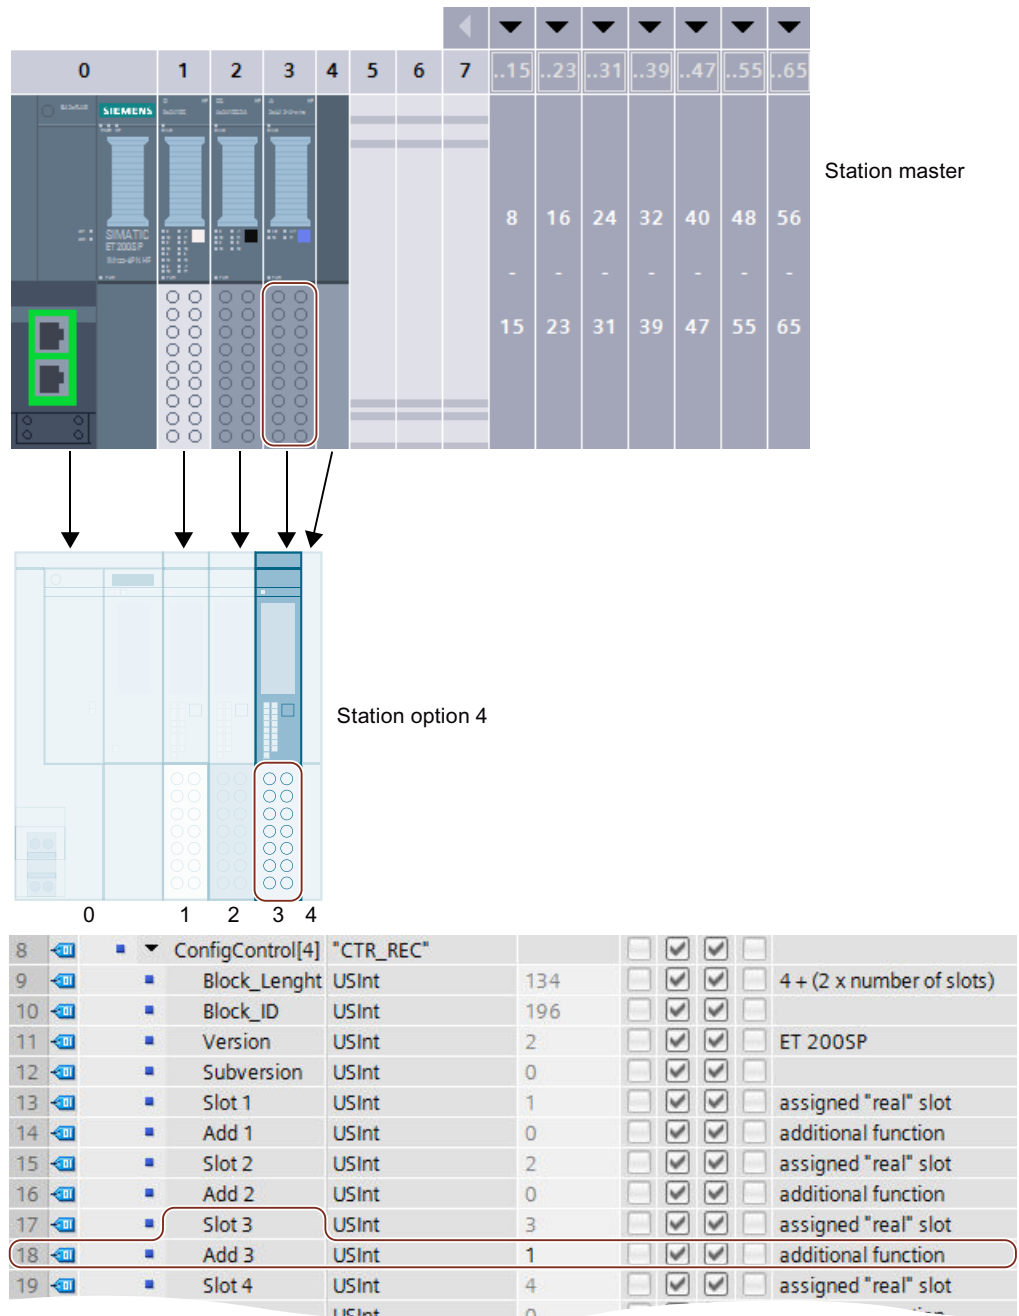 0 1 2 3 4 5 6 7 ..15 ..23 ..31 ..39 ..47 ..55 ..65
SIEMENS
SIMATIC
ET 200SP
Station master
8 16 24 32 40 48 56
- - - - - - -
15 23 31 39 47 55 65
Station option 4
0 1 2 3 4
8 ConfigControl[4] "CTR_REC"
9 Block_Lenght USInt 134 4 + (2 x number of slots)
10 Block_ID USInt 196
11 Version USInt 2 ET 200SP
12 Subversion USInt 0
13 Slot 1 USInt 1 assigned "real" slot
14 Add 1 USInt 0 additional function
15 Slot 2 USInt 2 assigned "real" slot
16 Add 2 USInt 0 additional function
17 Slot 3 USInt 3 assigned "real" slot
18 Add 3 USInt 1 additional function
19 Slot 4 USInt 4 assigned "real" slot
USInt 0